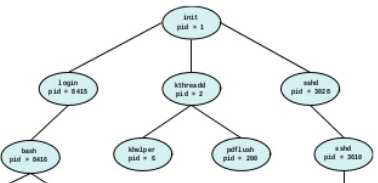 init
pid = 1
login
pid = 8415
kthreadd
pid = 2
sshd
pid = 3028
bash
pid = 8416
khelper
pid = 6
pdflush
pid = 200
sshd
pid = 3610